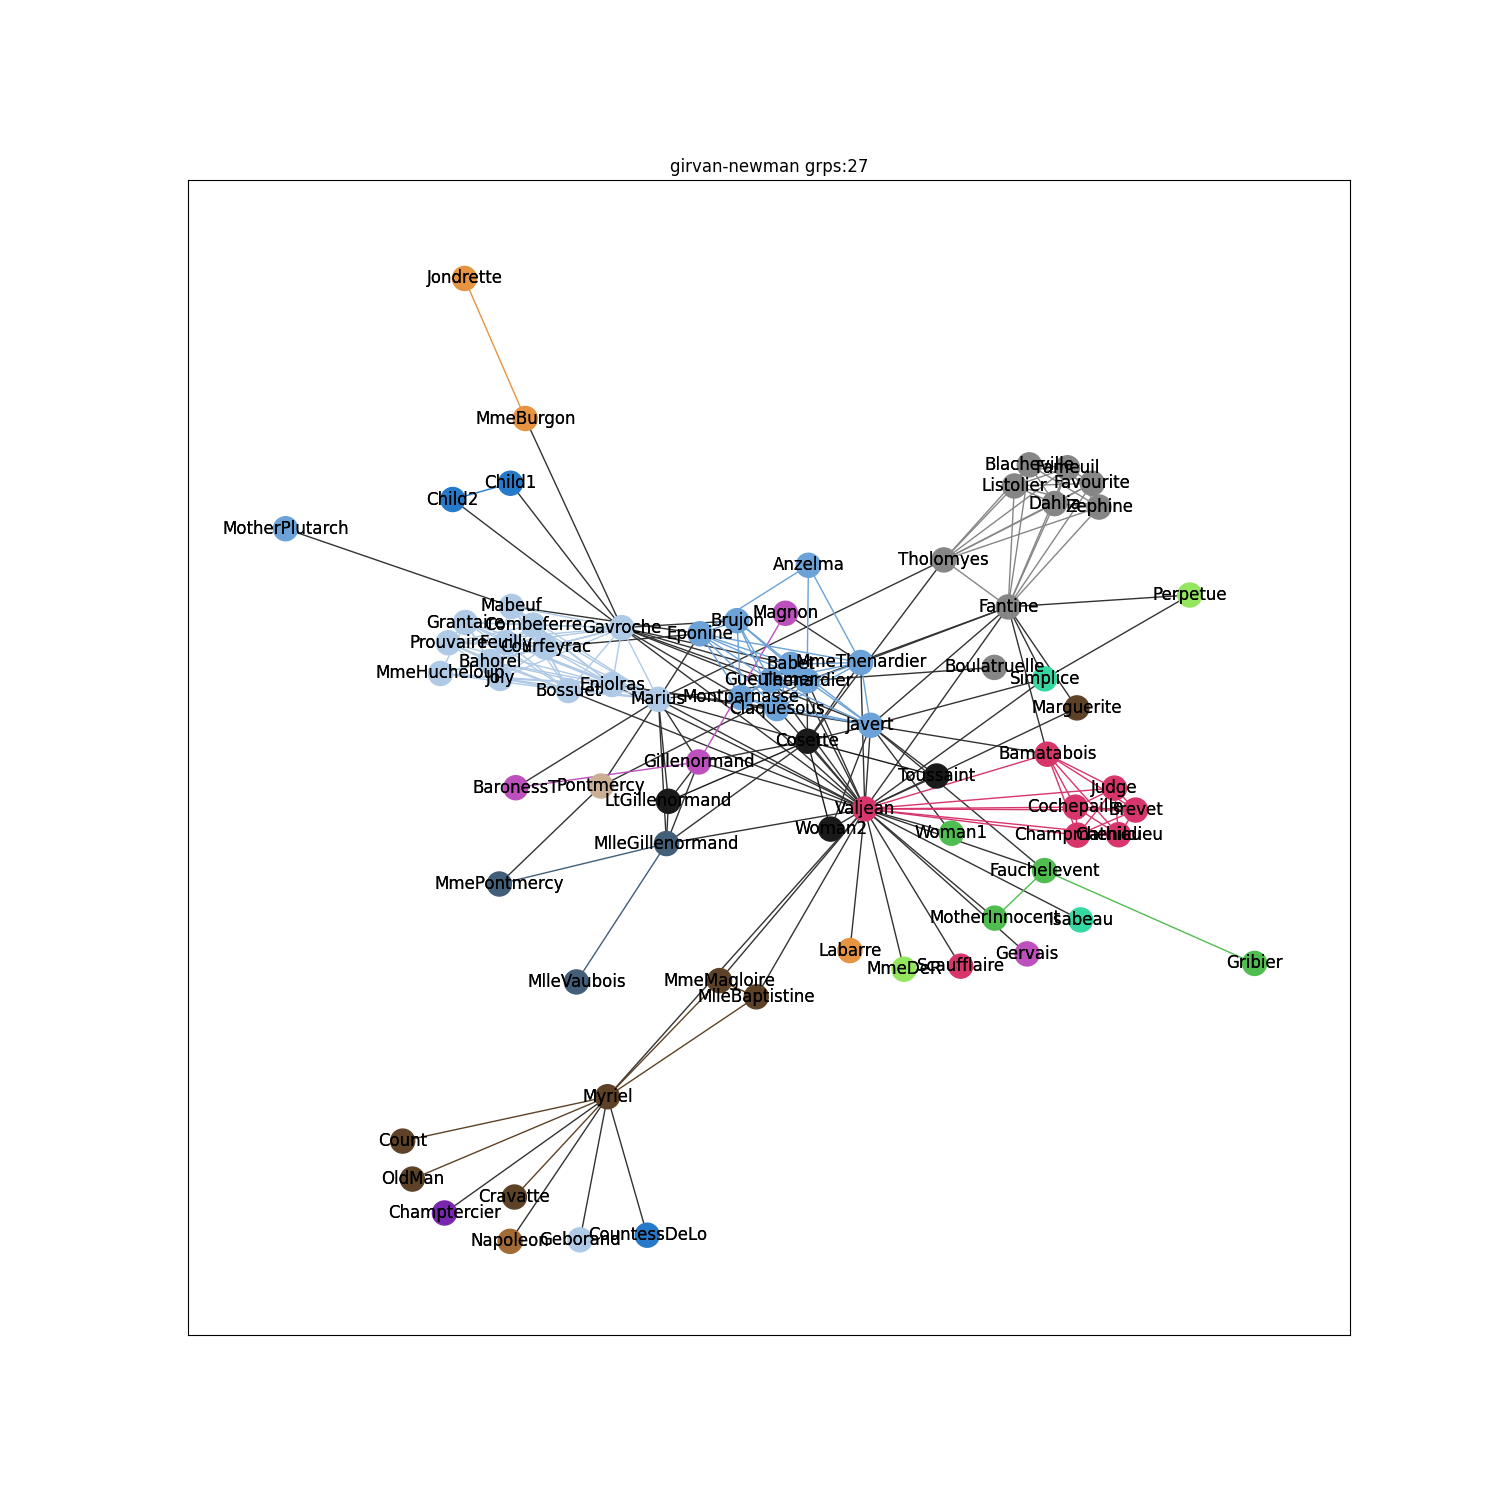 girvan-newman grps:27
Jondrette
MmeBurgon
Blacheville
Fameuil
Child1
Favourite
Listolier
Child2
Dahlia
Zephine
MotherPlutarch
Tholomyes
Anzelma
Perpetue
Mabeuf
Fantine
Magnon
Grantaire
Brujon
Combeferre
Gavroche
Eponine
Prouvaire
Feuilly
Courfeyrac
Bahorel
Babet
MmeThenardier
Boulatruelle
MmeHucheloup
Joly
Simplice
Gueulemer
Thenardier
Enjolras
Bossuet
Montparnasse
Marius
Claquesous
Marguerite
Javert
Cosette
Bamatabois
Gillenormand
Toussaint
BaronessT
Pontmercy
Judge
LtGillenormand
Cochepaille
Valjean
Brevet
Woman2
Woman1
Champmathieu
Chenildieu
MlleGillenormand
Fauchelevent
MmePontmercy
MotherInnocent
Isabeau
Labarre
Gervais
Gribier
MmeDeR
Scaufflaire
MlleVaubois
MmeMagloire
MlleBaptistine
Myriel
Count
OldMan
Cravatte
Champtercier
CountessDeLo
Napoleon
Geborand